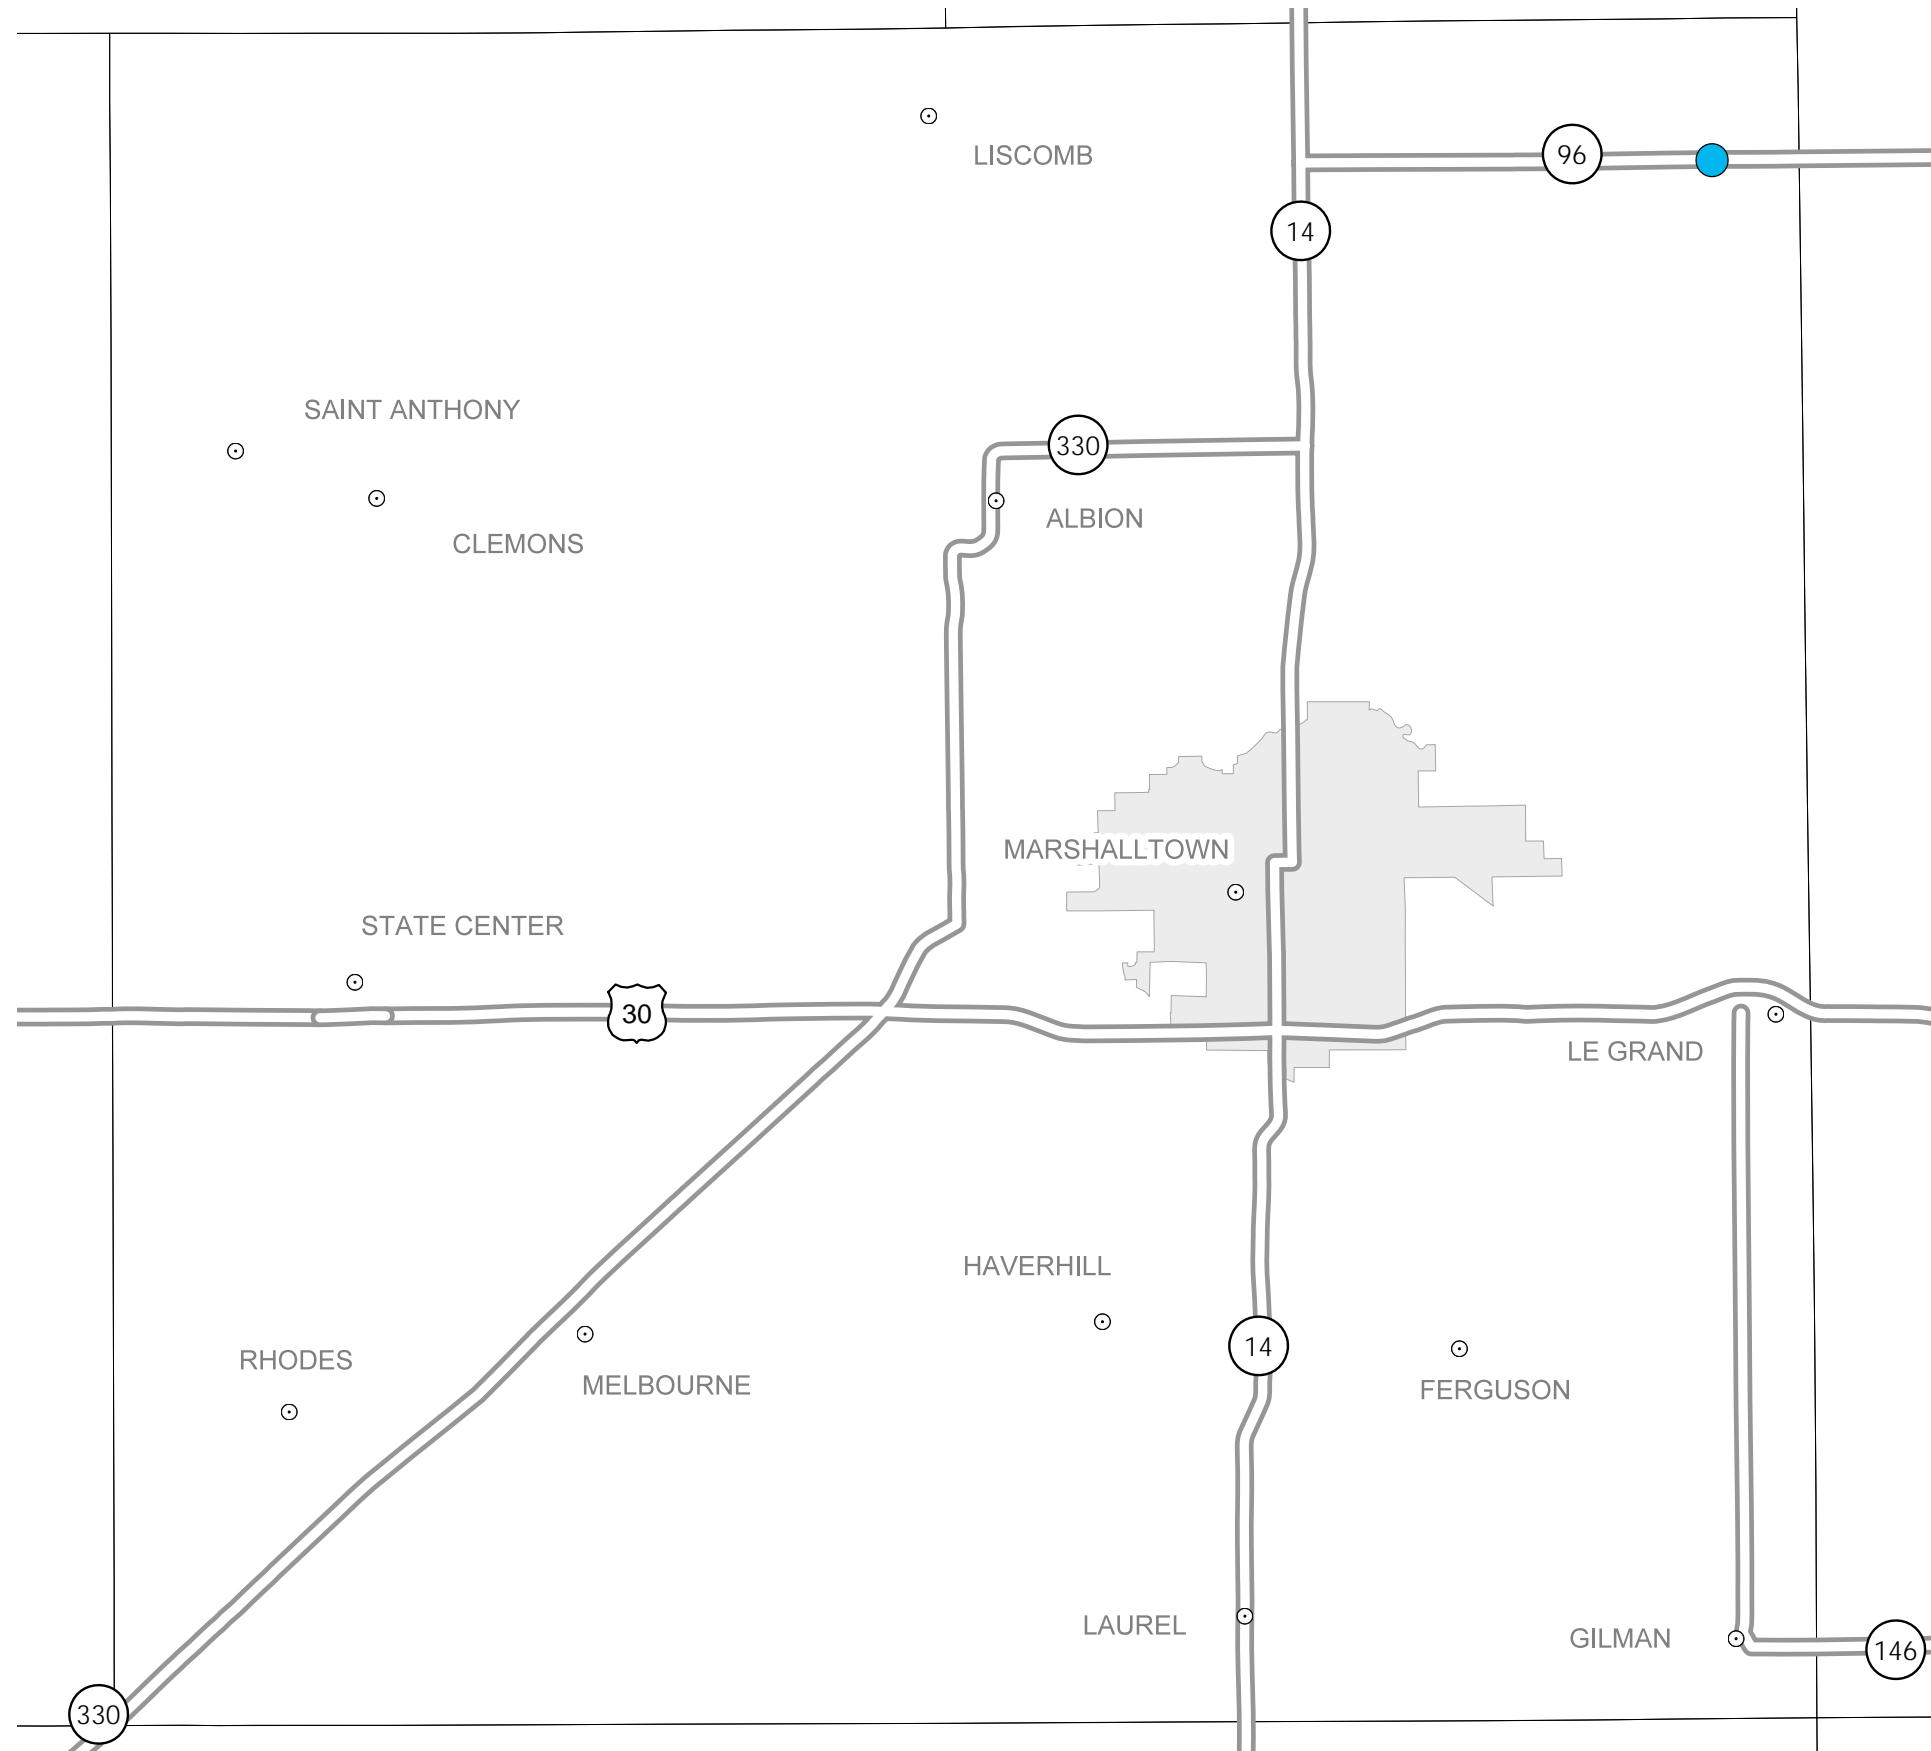 LISCOMB
96
14
SAINT ANTHONY
330
ALBION
CLEMONS
MARSHALLTOWN
STATE CENTER
30
LE GRAND
HAVERHILL
14
RHODES
MELBOURNE
FERGUSON
LAUREL
GILMAN
146
330